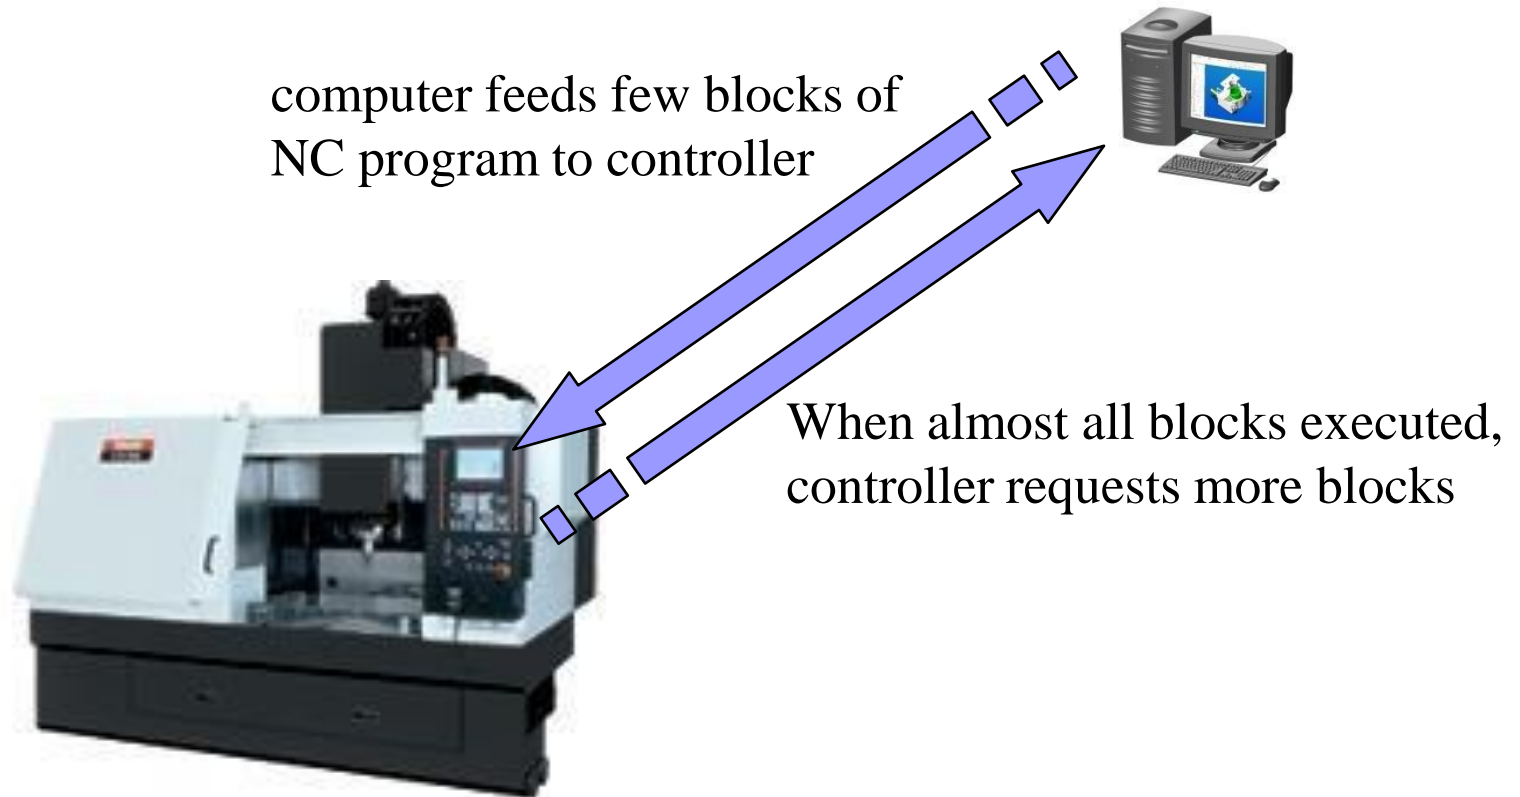 computer feeds few blocks of
NC program to controller
When almost all blocks executed,
controller requests more blocks